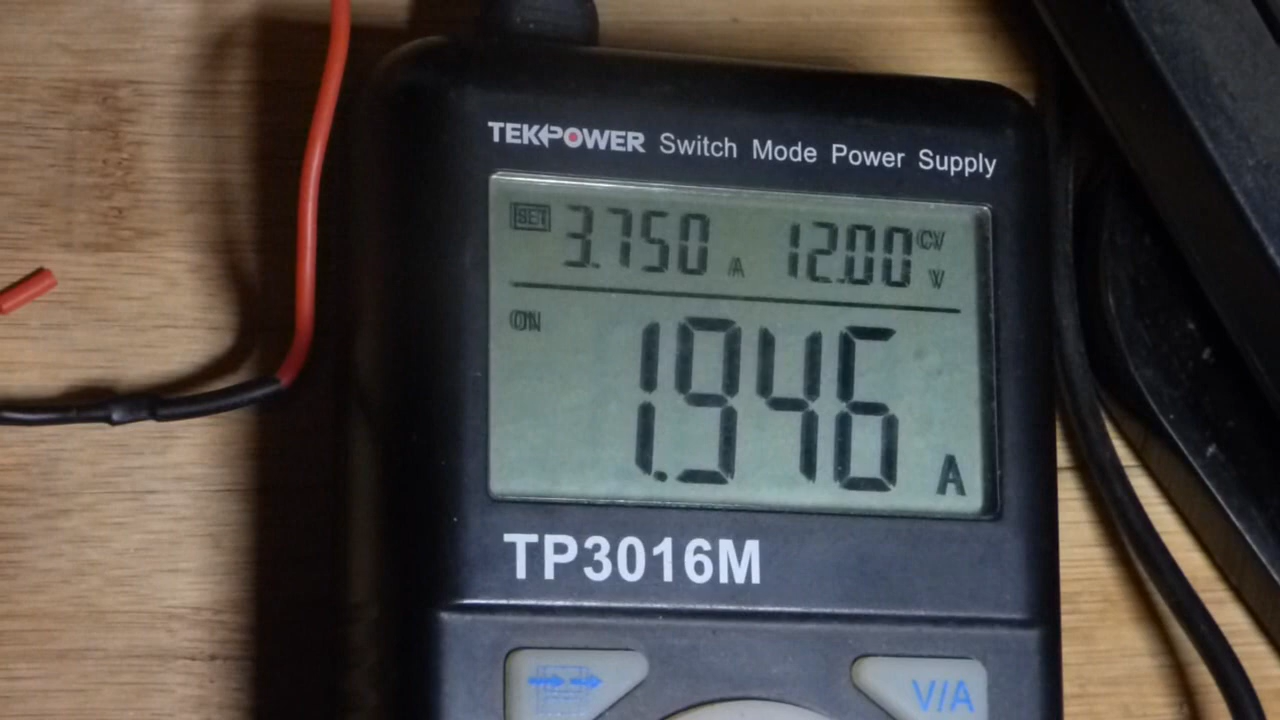 TEKPOWER Switch Mode Power Supply
SET 3.750 A 12.00 CV V
ON
1.946 A
TP3016M
V/A